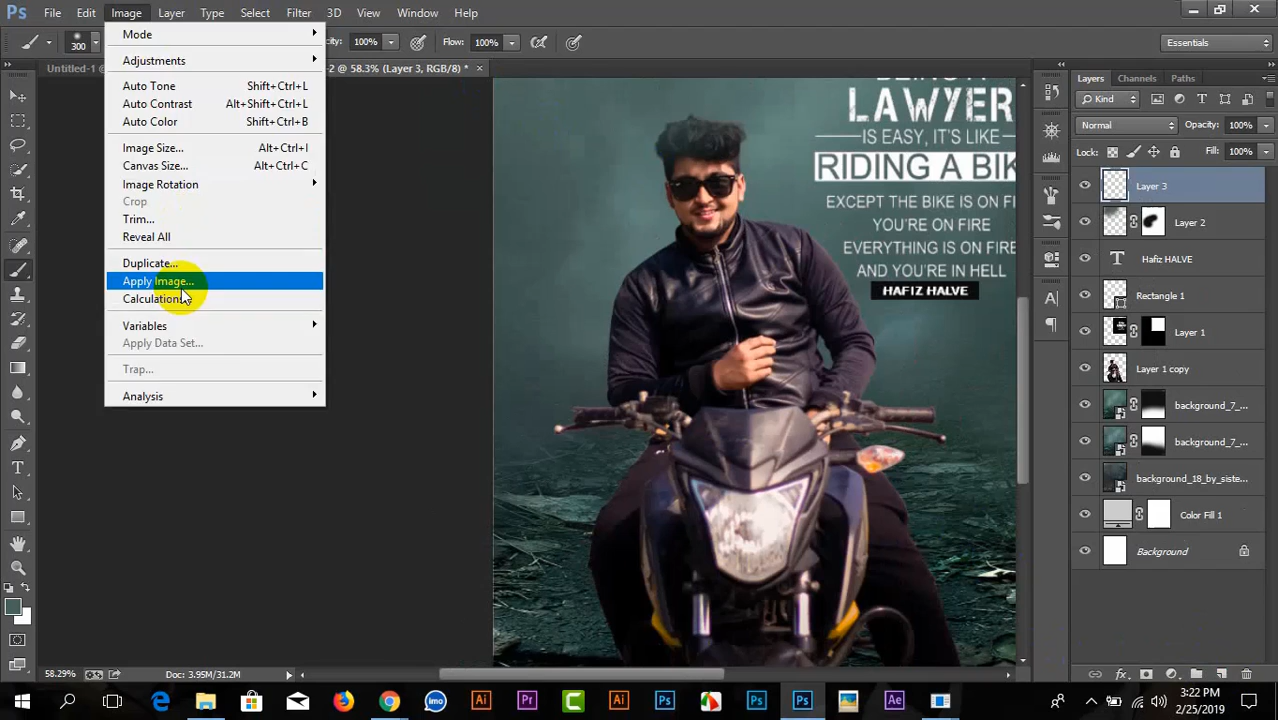 Ps File Edit Image Layer Type Select Filter 3D View Window Help
300 100% Flow: 100% Essentials
Untitled-1 -2 @ 58.3% (Layer 3, RGB/8) *
Mode
Adjustments
Auto Tone Shift+Ctrl+L
Auto Contrast Alt+Shift+Ctrl+L
Auto Color Shift+Ctrl+B
Image Size... Alt+Ctrl+I
Canvas Size... Alt+Ctrl+C
Image Rotation
Crop
Trim...
Reveal All
Duplicate...
Apply Image...
Calculations...
Variables
Apply Data Set...
Trap...
Analysis
BEING A
LAWYER
IS EASY, IT'S LIKE
RIDING A BIK
EXCEPT THE BIKE IS ON FI
YOU'RE ON FIRE
EVERYTHING IS ON FIRE
AND YOU'RE IN HELL
HAFIZ HALVE
Layers Channels Paths
Kind
Normal Opacity: 100%
Lock: Fill: 100%
Layer 3
Layer 2
Hafiz HALVE
Rectangle 1
Layer 1
Layer 1 copy
background_7_...
background_7_...
background_18_by_siste...
Color Fill 1
Background
58.29% Doc: 3.95M/31.2M
3:22 PM
2/25/2019